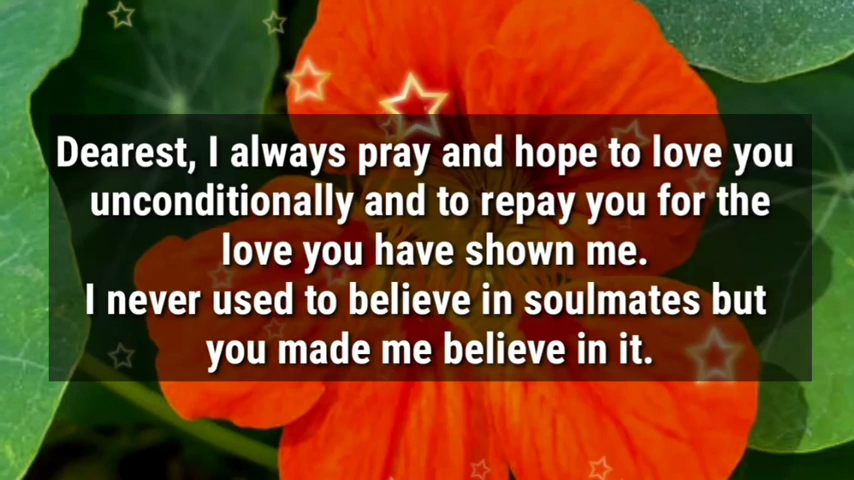 Dearest, I always pray and hope to love you
unconditionally and to repay you for the
love you have shown me.
I never used to believe in soulmates but
you made me believe in it.